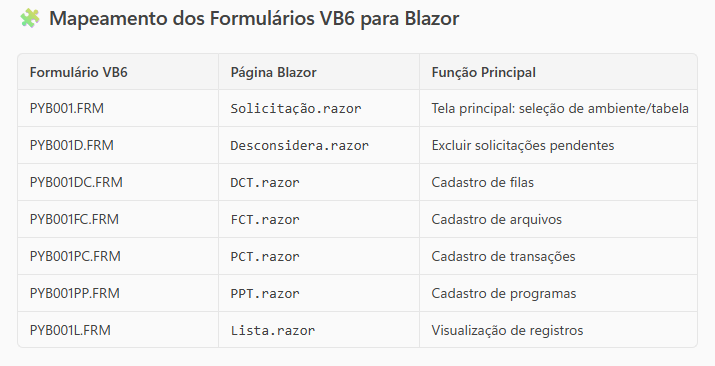 Mapeamento dos Formulários VB6 para Blazor
Formulário VB6 Página Blazor Função Principal
PYB001.FRM Solicitação.razor Tela principal: seleção de ambiente/tabela
PYB001D.FRM Desconsidera.razor Excluir solicitações pendentes
PYB001DC.FRM DCT.razor Cadastro de filas
PYB001FC.FRM FCT.razor Cadastro de arquivos
PYB001PC.FRM PCT.razor Cadastro de transações
PYB001PP.FRM PPT.razor Cadastro de programas
PYB001L.FRM Lista.razor Visualização de registros